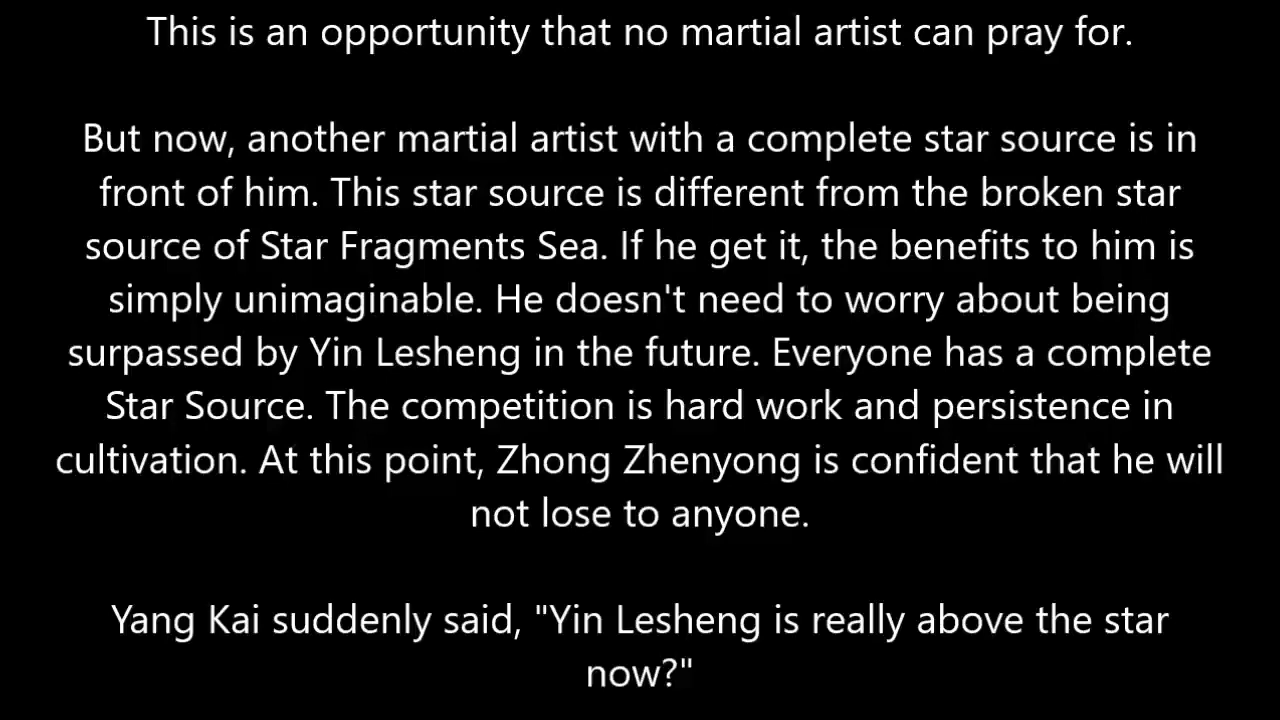 This is an opportunity that no martial artist can pray for.
But now, another martial artist with a complete star source is in
front of him. This star source is different from the broken star
source of Star Fragments Sea. If he get it, the benefits to him is
simply unimaginable. He doesn't need to worry about being
surpassed by Yin Lesheng in the future. Everyone has a complete
Star Source. The competition is hard work and persistence in
cultivation. At this point, Zhong Zhenyong is confident that he will
not lose to anyone.
Yang Kai suddenly said, "Yin Lesheng is really above the star
now?"